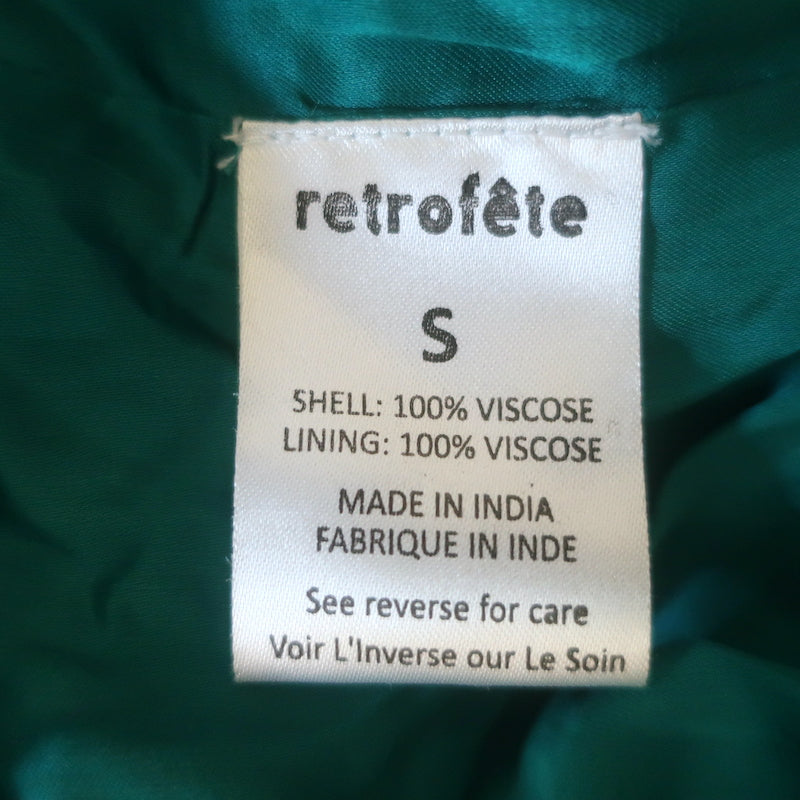 retrofête
S
SHELL: 100% VISCOSE
LINING: 100% VISCOSE
MADE IN INDIA
FABRIQUE IN INDE
See reverse for care
Voir L'Inverse our Le Soin